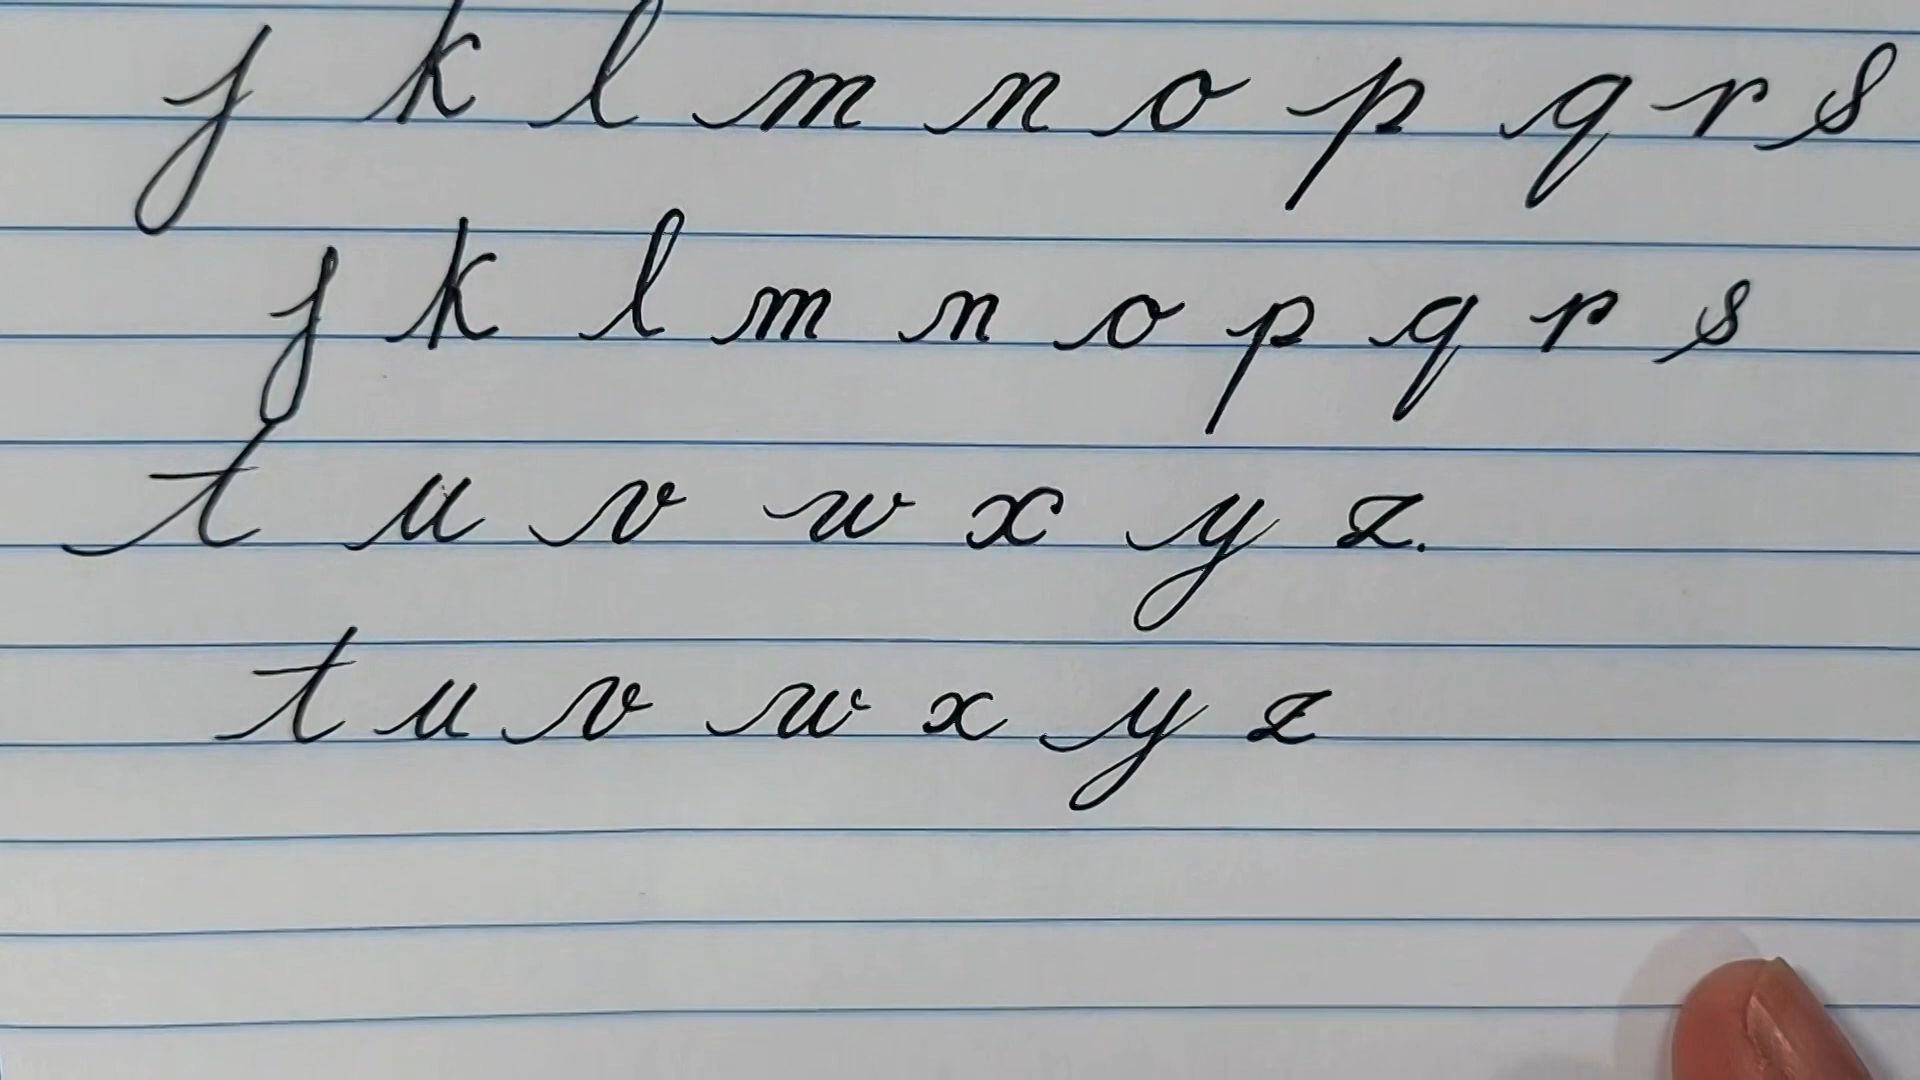 j k l m n o p q r s
j k l m n o p q r s
t u v w x y z.
t u v w x y z